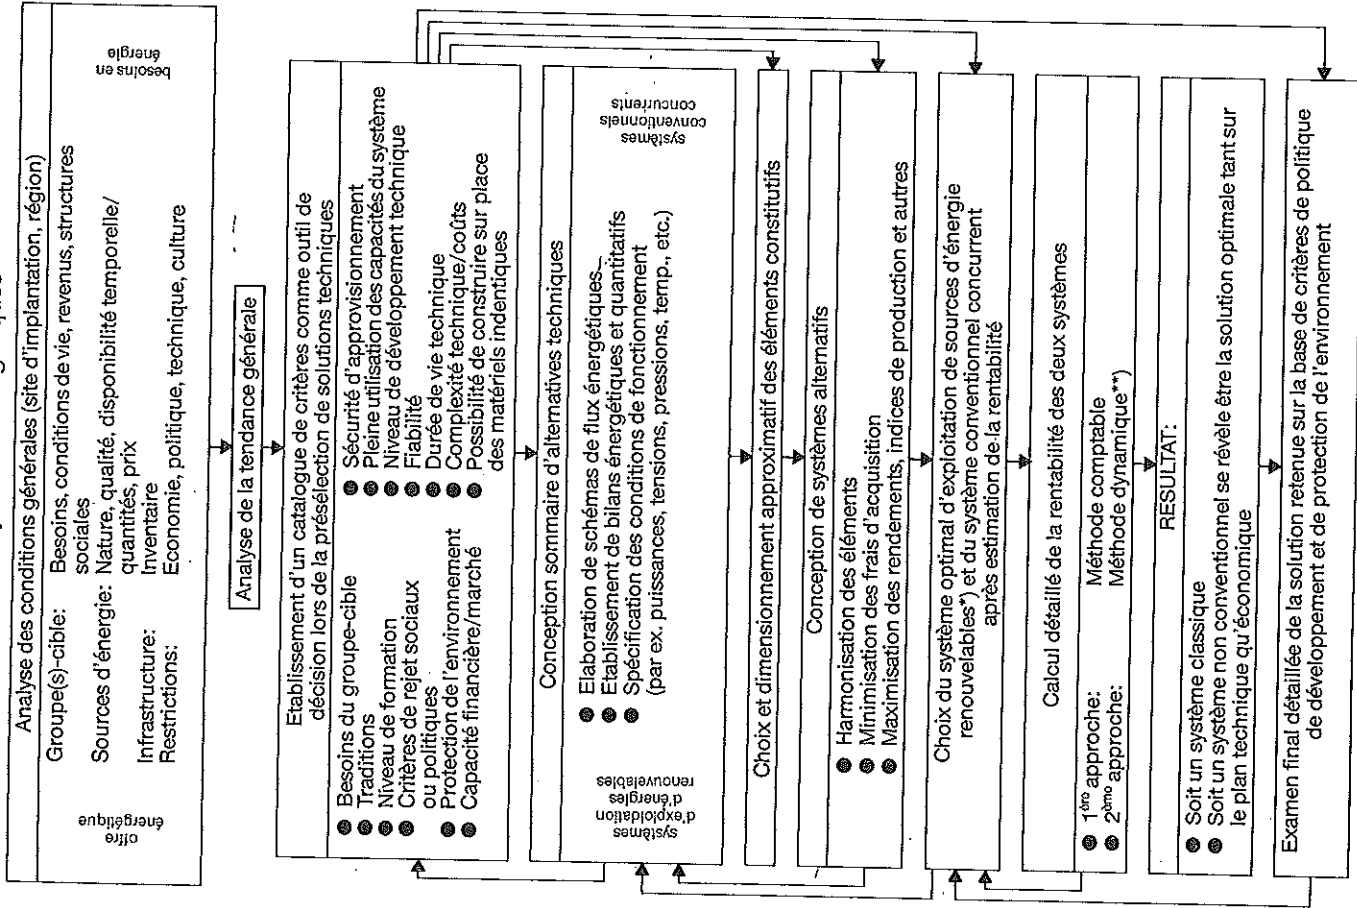 Analyse des conditions générales (site d'implantation, région)
offre
énergétique
Groupe(s)-cible:
Besoins, conditions de vie, revenus, structures
sociales
Sources d'énergie:
Nature, qualité, disponibilité temporelle/
quantités, prix
Infrastructure:
Inventaire
Restrictions:
Economie, politique, technique, culture
besoins en
énergie
Analyse de la tendance générale
Etablissement d'un catalogue de critères comme outil de
décision lors de la présélection de solutions techniques
● Besoins du groupe-cible
● Traditions
● Niveau de formation
● Critères de rejet sociaux
ou politiques
● Protection de l'environnement
● Capacité financière/marché
● Sécurité d'approvisionnement
● Pleine utilisation des capacités du système
● Niveau de développement technique
● Fiabilité
● Durée de vie technique
● Complexité technique/coûts
● Possibilité de construire sur place
des matériels indentiques
Conception sommaire d'alternatives techniques
systèmes
d'exploidation
d'énergies
renouvelables
● Elaboration de schémas de flux énergétiques
● Etablissement de bilans énergétiques et quantitatifs
● Spécification des conditions de fonctionnement
(par ex. puissances, tensions, pressions, temp., etc.)
systèmes
conventionnels
concurrents
Choix et dimensionnement approximatif des éléments constitutifs
Conception de systèmes alternatifs
● Harmonisation des éléments
● Minimisation des frais d'acquisition
● Maximisation des rendements, indices de production et autres
Choix du système optimal d'exploitation de sources d'énergie
renouvelables*) et du système conventionnel concurrent
après estimation de la rentabilité
Calcul détaillé de la rentabilité des deux systèmes
● 1ère approche: Méthode comptable
● 2ème approche: Méthode dynamique**)
RESULTAT:
● Soit un système classique
● Soit un système non conventionnel se révèle être la solution optimale tant sur
le plan technique qu'économique
Examen final détaillée de la solution retenue sur la base de critères de politique
de développement et de protection de l'environnement